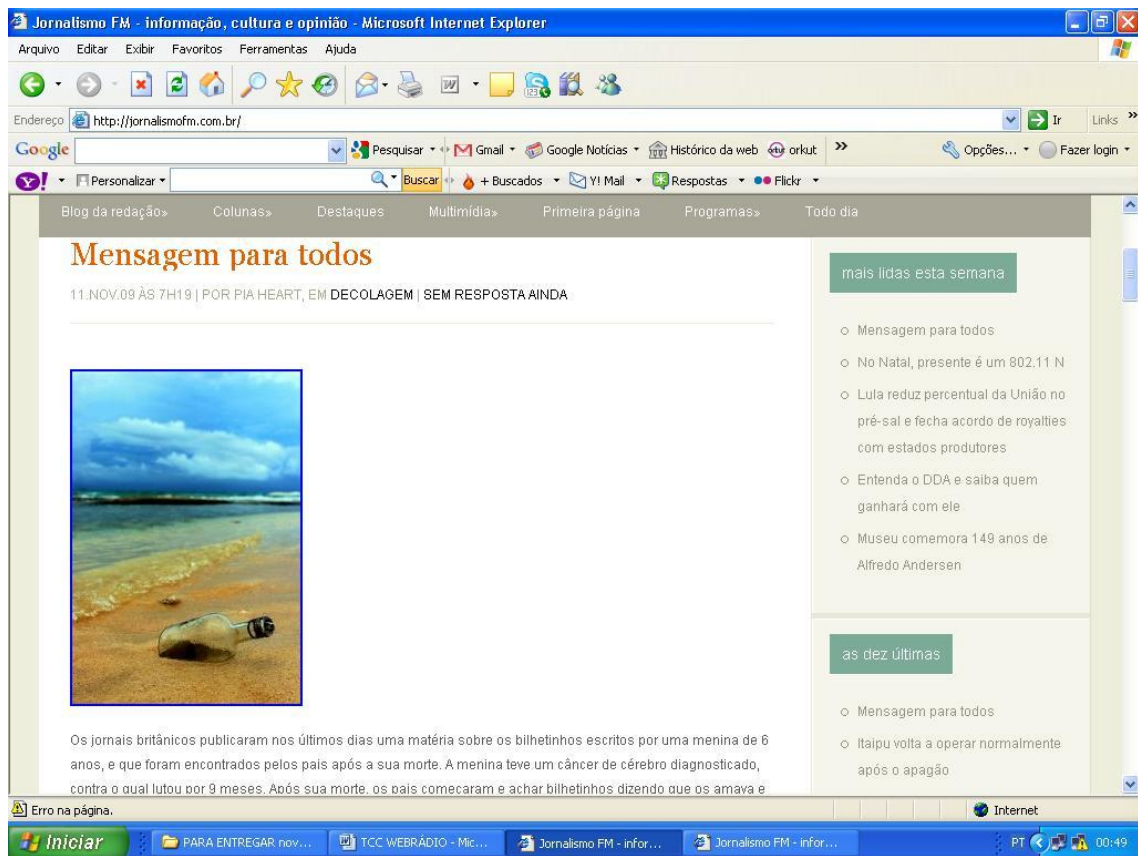 Jornalismo FM - informação, cultura e opinião - Microsoft Internet Explorer
Arquivo Editar Exibir Favoritos Ferramentas Ajuda
Endereço http://jornalismofm.com.br/ Ir Links »
Google Pesquisar Gmail Google Notícias Histórico da web orkut » Opções... Fazer login
Y! Personalizar Buscar + Buscados Y! Mail Respostas Flickr
Blog da redação» Colunas» Destaques Multimídia» Primeira página Programas» Todo dia
Mensagem para todos
11.NOV.09 ÀS 7H19 | POR PIA HEART, EM DECOLAGEM | SEM RESPOSTA AINDA
Os jornais britânicos publicaram nos últimos dias uma matéria sobre os bilhetinhos escritos por uma menina de 6
anos, e que foram encontrados pelos pais após a sua morte. A menina teve um câncer de cérebro diagnosticado,
contra o qual lutou por 9 meses. Após sua morte, os pais começaram e achar bilhetinhos dizendo que os amava e
mais lidas esta semana
Mensagem para todos
No Natal, presente é um 802.11 N
Lula reduz percentual da União no
pré-sal e fecha acordo de royalties
com estados produtores
Entenda o DDA e saiba quem
ganhará com ele
Museu comemora 149 anos de
Alfredo Andersen
as dez últimas
Mensagem para todos
Itaipu volta a operar normalmente
após o apagão
Erro na página. Internet
Iniciar PARA ENTREGAR nov... TCC WEBRÁDIO - Mic... Jornalismo FM - infor... Jornalismo FM - infor... PT 00:49